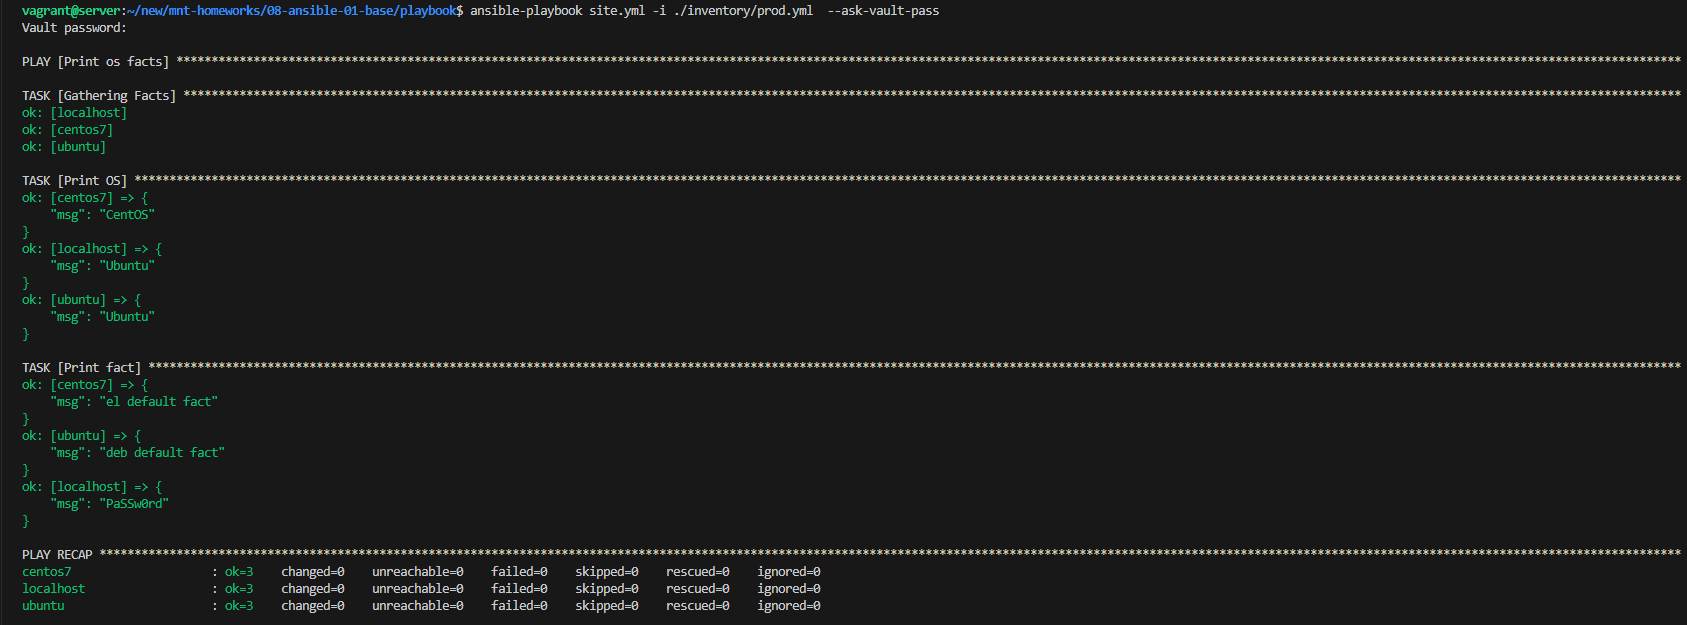 vagrant@server:~/new/mnt-homeworks/08-ansible-01-base/playbook$ ansible-playbook site.yml -i ./inventory/prod.yml  --ask-vault-pass
Vault password:
PLAY [Print os facts] ****************************************************************************************************************************************************************************************************************
TASK [Gathering Facts] ***************************************************************************************************************************************************************************************************************
ok: [localhost]
ok: [centos7]
ok: [ubuntu]
TASK [Print OS] **********************************************************************************************************************************************************************************************************************
ok: [centos7] => {
    "msg": "CentOS"
}
ok: [localhost] => {
    "msg": "Ubuntu"
}
ok: [ubuntu] => {
    "msg": "Ubuntu"
}
TASK [Print fact] ********************************************************************************************************************************************************************************************************************
ok: [centos7] => {
    "msg": "el default fact"
}
ok: [ubuntu] => {
    "msg": "deb default fact"
}
ok: [localhost] => {
    "msg": "PaSSw0rd"
}
PLAY RECAP ***************************************************************************************************************************************************************************************************************************
centos7                    : ok=3    changed=0    unreachable=0    failed=0    skipped=0    rescued=0    ignored=0
localhost                  : ok=3    changed=0    unreachable=0    failed=0    skipped=0    rescued=0    ignored=0
ubuntu                     : ok=3    changed=0    unreachable=0    failed=0    skipped=0    rescued=0    ignored=0